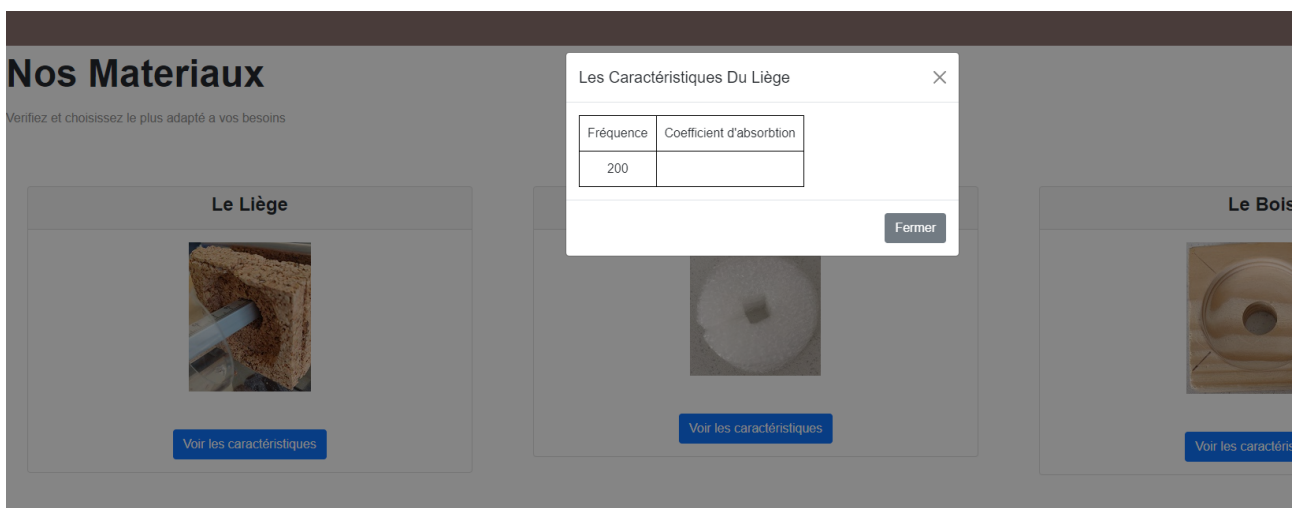 Nos Materiaux
Verifiez et choisissez le plus adapté a vos besoins
Les Caractéristiques Du Liège
Fréquence Coefficient d'absorbtion
200
Fermer
Le Liège
Le Bois
Voir les caractéristiques
Voir les caractéristiques
Voir les caractéris